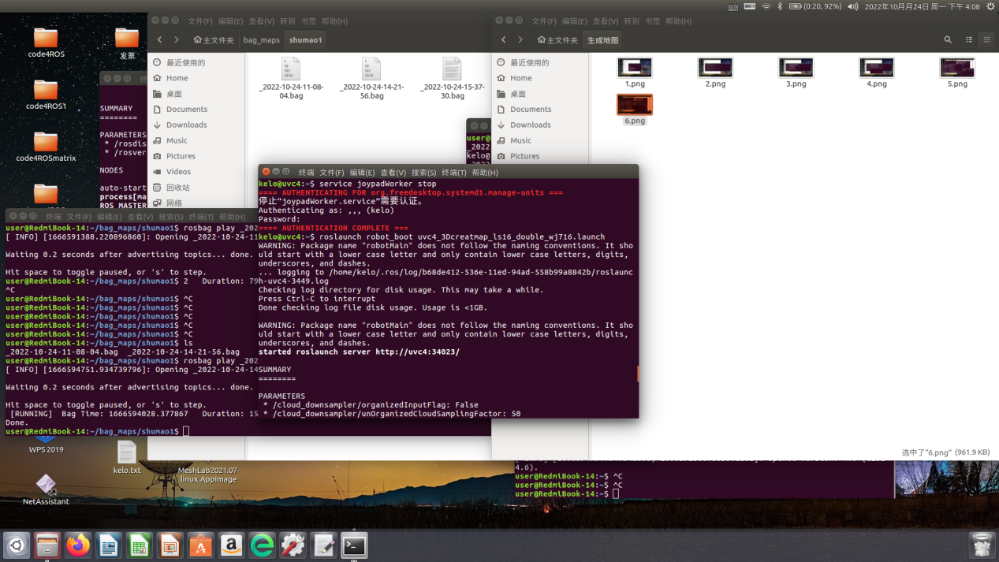 (0:20, 92%)
2022年10月月24日 周一 下午 4:08
code4ROS
发票
code4ROS1
code4ROSmatrix
文件(F) 编辑(E) 查看(V) 转到 书签 帮助(H)
主文件夹 bag_maps shumao1
最近使用的
Home
桌面
Documents
Downloads
Music
Pictures
Videos
回收站
网络
_2022-10-24-11-08-
04.bag
_2022-10-24-14-21-
56.bag
_2022-10-24-15-37-
30.bag
文件(F) 编辑(E) 查看(V) 转到 书签 帮助(H)
主文件夹 生成地图
最近使用的
Home
桌面
Documents
Downloads
Music
Pictures
1.png
2.png
3.png
4.png
5.png
6.png
选中了"6.png" (961.9 KB)
终
SUMMARY
========
PARAMETERS
* /rosdis
* /rosver
NODES
auto-start
process[ma
ROS_MASTER
user@
_2022
kelo@
终端 文件(F) 编辑(E) 查看(V) 搜索(S) 终端(T) 帮助(H)
kelo@uvc4:~$ service joypadWorker stop
==== AUTHENTICATING FOR org.freedesktop.systemd1.manage-units ===
停止“joypadWorker.service”需要认证。
Authenticating as: ,,, (kelo)
Password:
==== AUTHENTICATION COMPLETE ===
kelo@uvc4:~$ roslaunch robot_boot uvc4_3Dcreatmap_ls16_double_wj716.launch
WARNING: Package name "robotMain" does not follow the naming conventions. It sho
uld start with a lower case letter and only contain lower case letters, digits,
underscores, and dashes.
... logging to /home/kelo/.ros/log/b68de412-536e-11ed-94ad-558b99a8842b/roslaunc
h-uvc4-3449.log
Checking log directory for disk usage. This may take a while.
Press Ctrl-C to interrupt
Done checking log file disk usage. Usage is <1GB.
WARNING: Package name "robotMain" does not follow the naming conventions. It sho
uld start with a lower case letter and only contain lower case letters, digits,
underscores, and dashes.
started roslaunch server http://uvc4:34023/
SUMMARY
========
PARAMETERS
* /cloud_downsampler/organizedInputFlag: False
* /cloud_downsampler/unOrganizedCloudSamplingFactor: 50
终端 文件(F) 编辑(E) 查看(V) 搜索(S) 终端(T) 帮助(H)
user@RedmiBook-14:~/bag_maps/shumao1$ rosbag play _202
[ INFO] [1666591388.220896860]: Opening _2022-10-24-11
Waiting 0.2 seconds after advertising topics... done.
Hit space to toggle paused, or 's' to step.
user@RedmiBook-14:~/bag_maps/shumao1$ 2   Duration: 79
^C
user@RedmiBook-14:~/bag_maps/shumao1$ ^C
user@RedmiBook-14:~/bag_maps/shumao1$ ^C
user@RedmiBook-14:~/bag_maps/shumao1$ ^C
user@RedmiBook-14:~/bag_maps/shumao1$ ^C
user@RedmiBook-14:~/bag_maps/shumao1$ ls
_2022-10-24-11-08-04.bag  _2022-10-24-14-21-56.bag
user@RedmiBook-14:~/bag_maps/shumao1$ rosbag play _202
[ INFO] [1666594751.934739796]: Opening _2022-10-24-14
Waiting 0.2 seconds after advertising topics... done.
Hit space to toggle paused, or 's' to step.
[RUNNING]  Bag Time: 1666594028.377867   Duration: 15
Done.
user@RedmiBook-14:~/bag_maps/shumao1$
4.6).
user@RedmiBook-14:~$ ^C
user@RedmiBook-14:~$ ^C
user@RedmiBook-14:~$
WPS 2019
kelo.txt
MeshLab2021.07-
linux.AppImage
NetAssistant